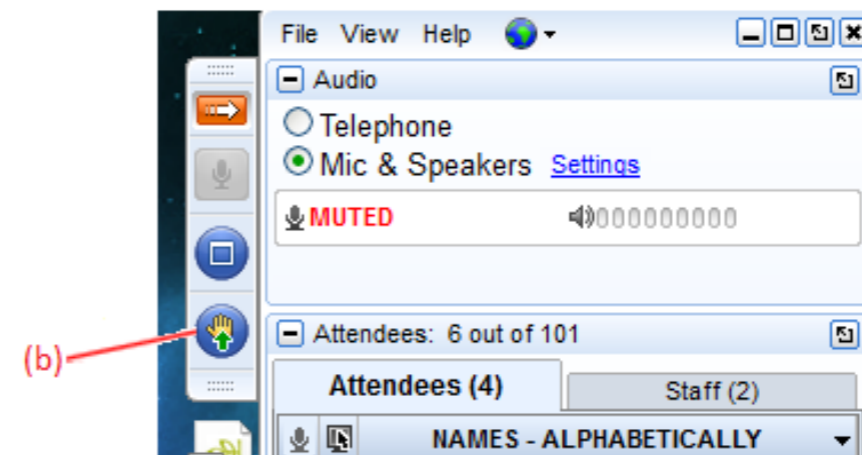 File View Help
Audio
Telephone
Mic & Speakers Settings
MUTED 000000000
(b)
Attendees: 6 out of 101
Attendees (4) Staff (2)
NAMES - ALPHABETICALLY